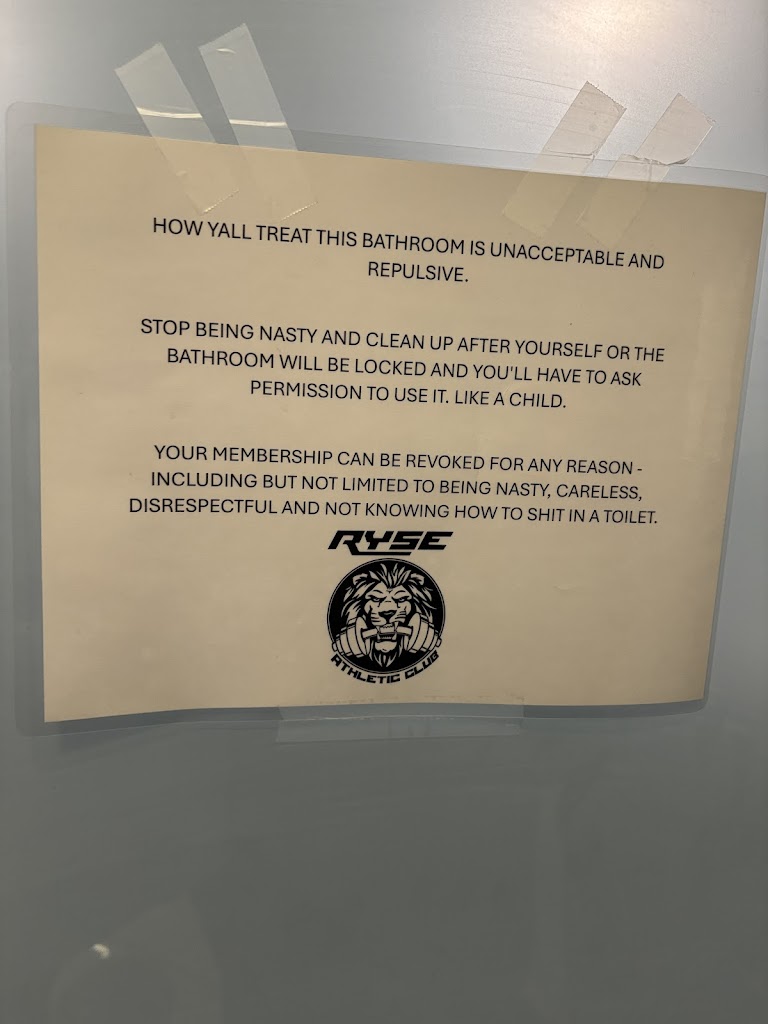 HOW YALL TREAT THIS BATHROOM IS UNACCEPTABLE AND
REPULSIVE.
STOP BEING NASTY AND CLEAN UP AFTER YOURSELF OR THE
BATHROOM WILL BE LOCKED AND YOU'LL HAVE TO ASK
PERMISSION TO USE IT. LIKE A CHILD.
YOUR MEMBERSHIP CAN BE REVOKED FOR ANY REASON -
INCLUDING BUT NOT LIMITED TO BEING NASTY, CARELESS,
DISRESPECTFUL AND NOT KNOWING HOW TO SHIT IN A TOILET.
RYSE
ATHLETIC CLUB